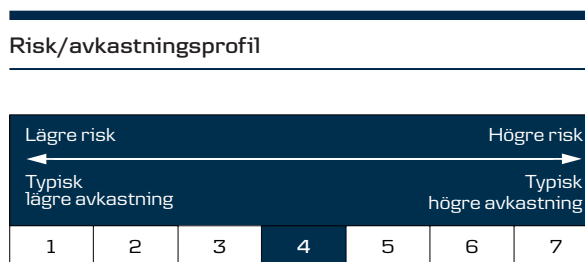 Risk/avkastningsprofil
Lägre risk Högre risk
Typisk Typisk
lägre avkastning högre avkastning
1 2 3 4 5 6 7